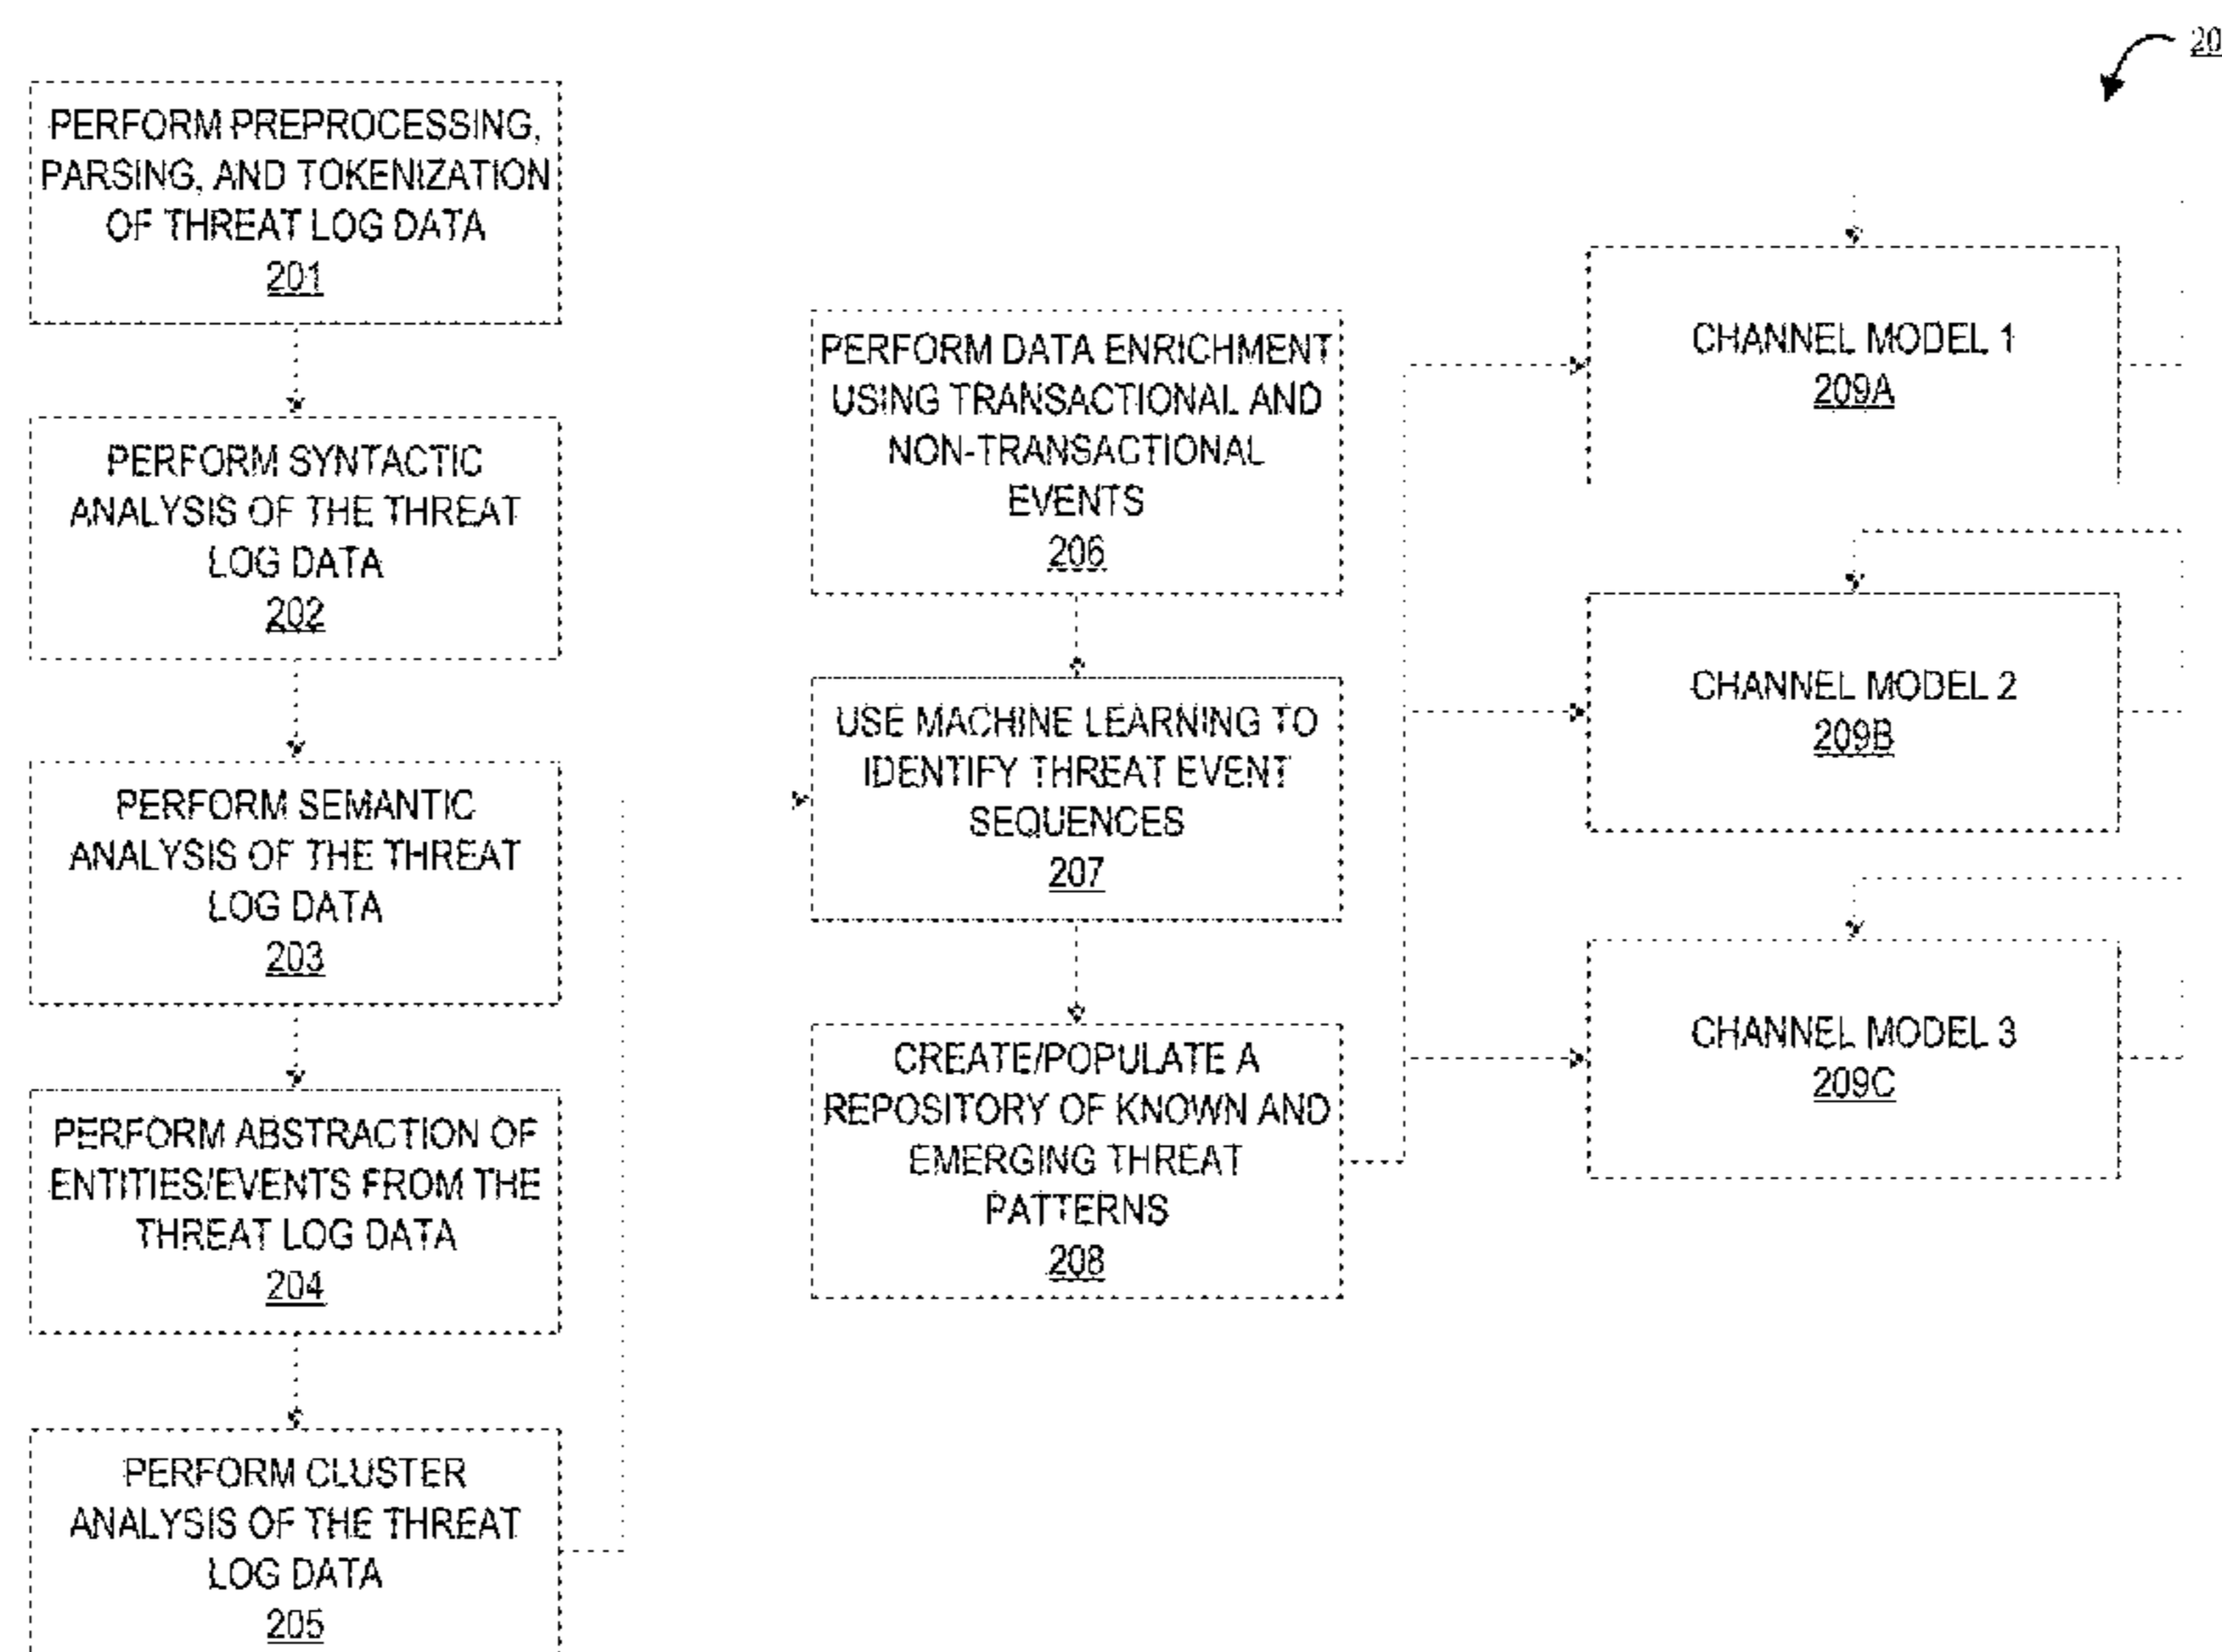 20
PERFORM PREPROCESSING,
PARSING, AND TOKENIZATION
OF THREAT LOG DATA
201
PERFORM SYNTACTIC
ANALYSIS OF THE THREAT
LOG DATA
202
PERFORM SEMANTIC
ANALYSIS OF THE THREAT
LOG DATA
203
PERFORM ABSTRACTION OF
ENTITIES/EVENTS FROM THE
THREAT LOG DATA
204
PERFORM CLUSTER
ANALYSIS OF THE THREAT
LOG DATA
205
PERFORM DATA ENRICHMENT
USING TRANSACTIONAL AND
NON-TRANSACTIONAL
EVENTS
206
USE MACHINE LEARNING TO
IDENTIFY THREAT EVENT
SEQUENCES
207
CREATE/POPULATE A
REPOSITORY OF KNOWN AND
EMERGING THREAT
PATTERNS
208
CHANNEL MODEL 1
209A
CHANNEL MODEL 2
209B
CHANNEL MODEL 3
209C